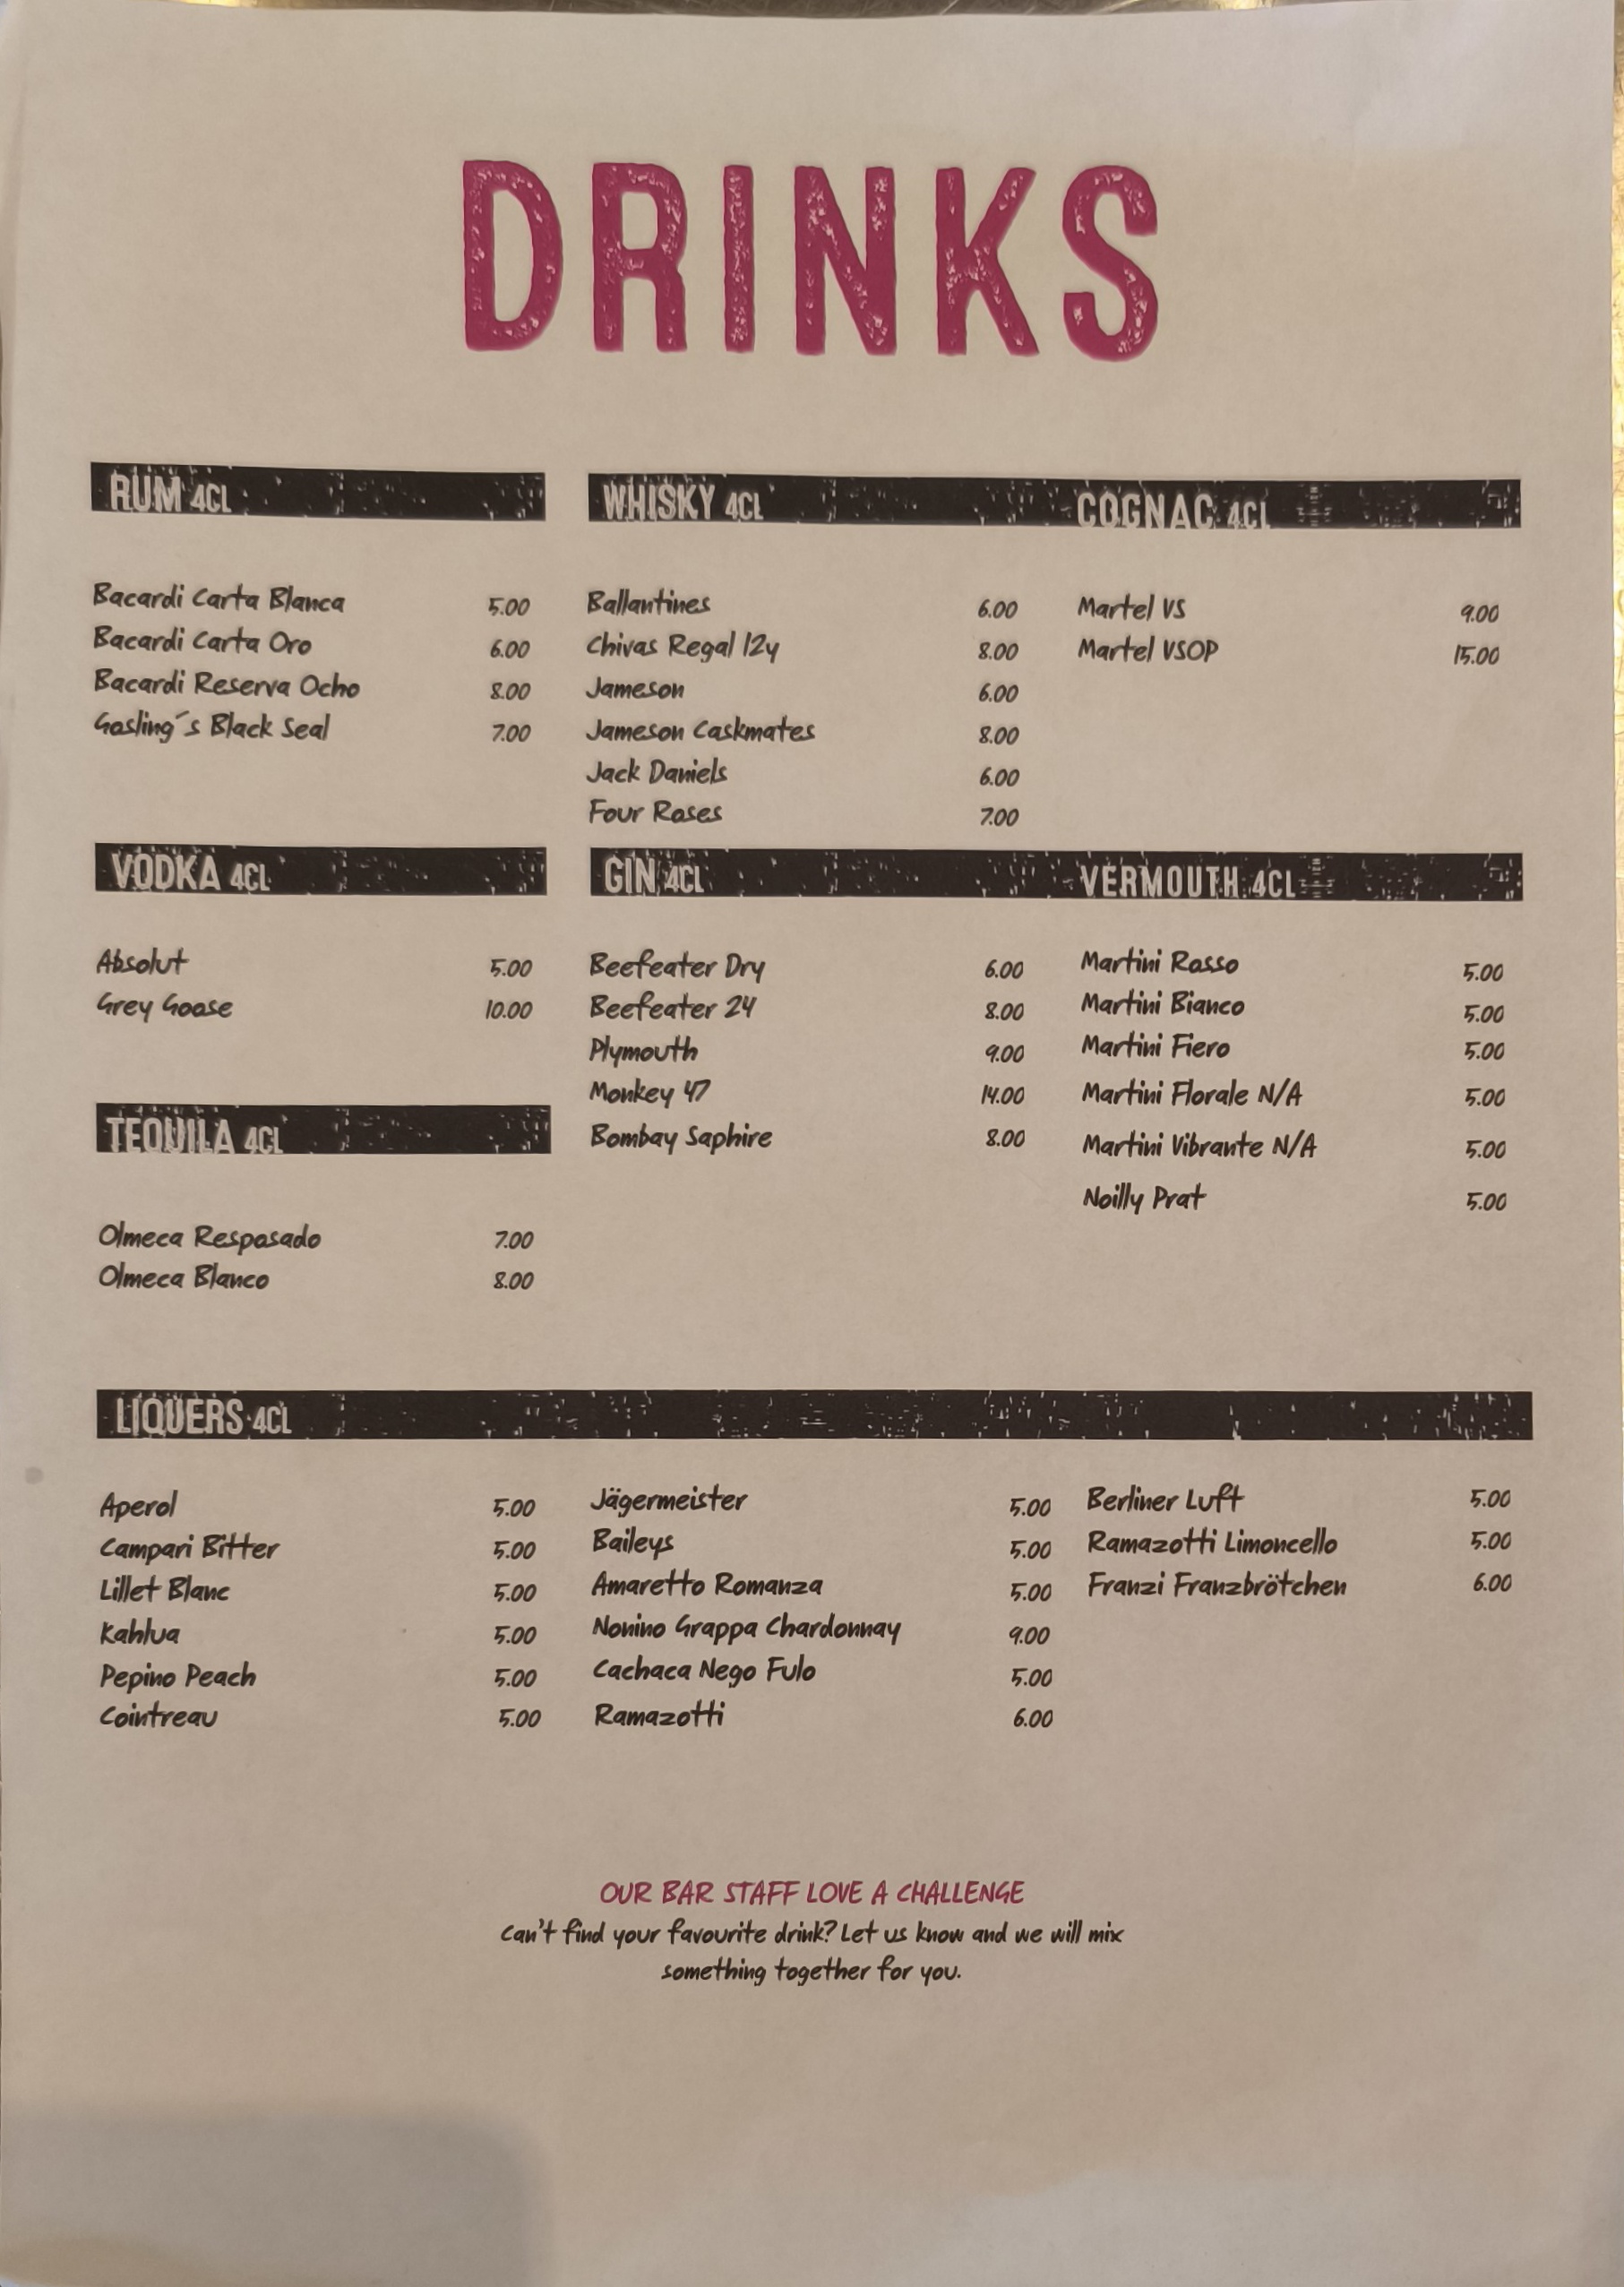 DRINKS
RUM 4CL
Bacardi Carta Blanca 5.00
Bacardi Carta Oro 6.00
Bacardi Reserva Ocho 8.00
Gosling´s Black Seal 7.00
WHISKY 4CL
Ballantines 6.00
Chivas Regal 12y 8.00
Jameson 6.00
Jameson Caskmates 8.00
Jack Daniels 6.00
Four Roses 7.00
COGNAC 4CL
Martel VS 9.00
Martel VSOP 15.00
VODKA 4CL
Absolut 5.00
Grey Goose 10.00
TEQUILA 4CL
Olmeca Resposado 7.00
Olmeca Blanco 8.00
GIN 4CL
Beefeater Dry 6.00
Beefeater 24 8.00
Plymouth 9.00
Monkey 47 14.00
Bombay Saphire 8.00
VERMOUTH 4CL
Martini Rosso 5.00
Martini Bianco 5.00
Martini Fiero 5.00
Martini Florale N/A 5.00
Martini Vibrante N/A 5.00
Noilly Prat 5.00
LIQUERS 4CL
Aperol 5.00
Campari Bitter 5.00
Lillet Blanc 5.00
Kahlua 5.00
Pepino Peach 5.00
Cointreau 5.00
Jägermeister 5.00
Baileys 5.00
Amaretto Romanza 5.00
Nonino Grappa Chardonnay 9.00
Cachaca Nego Fulo 5.00
Ramazotti 6.00
Berliner Luft 5.00
Ramazotti Limoncello 5.00
Franzi Franzbrötchen 6.00
OUR BAR STAFF LOVE A CHALLENGE
Can't find your favourite drink? Let us know and we will mix
something together for you.